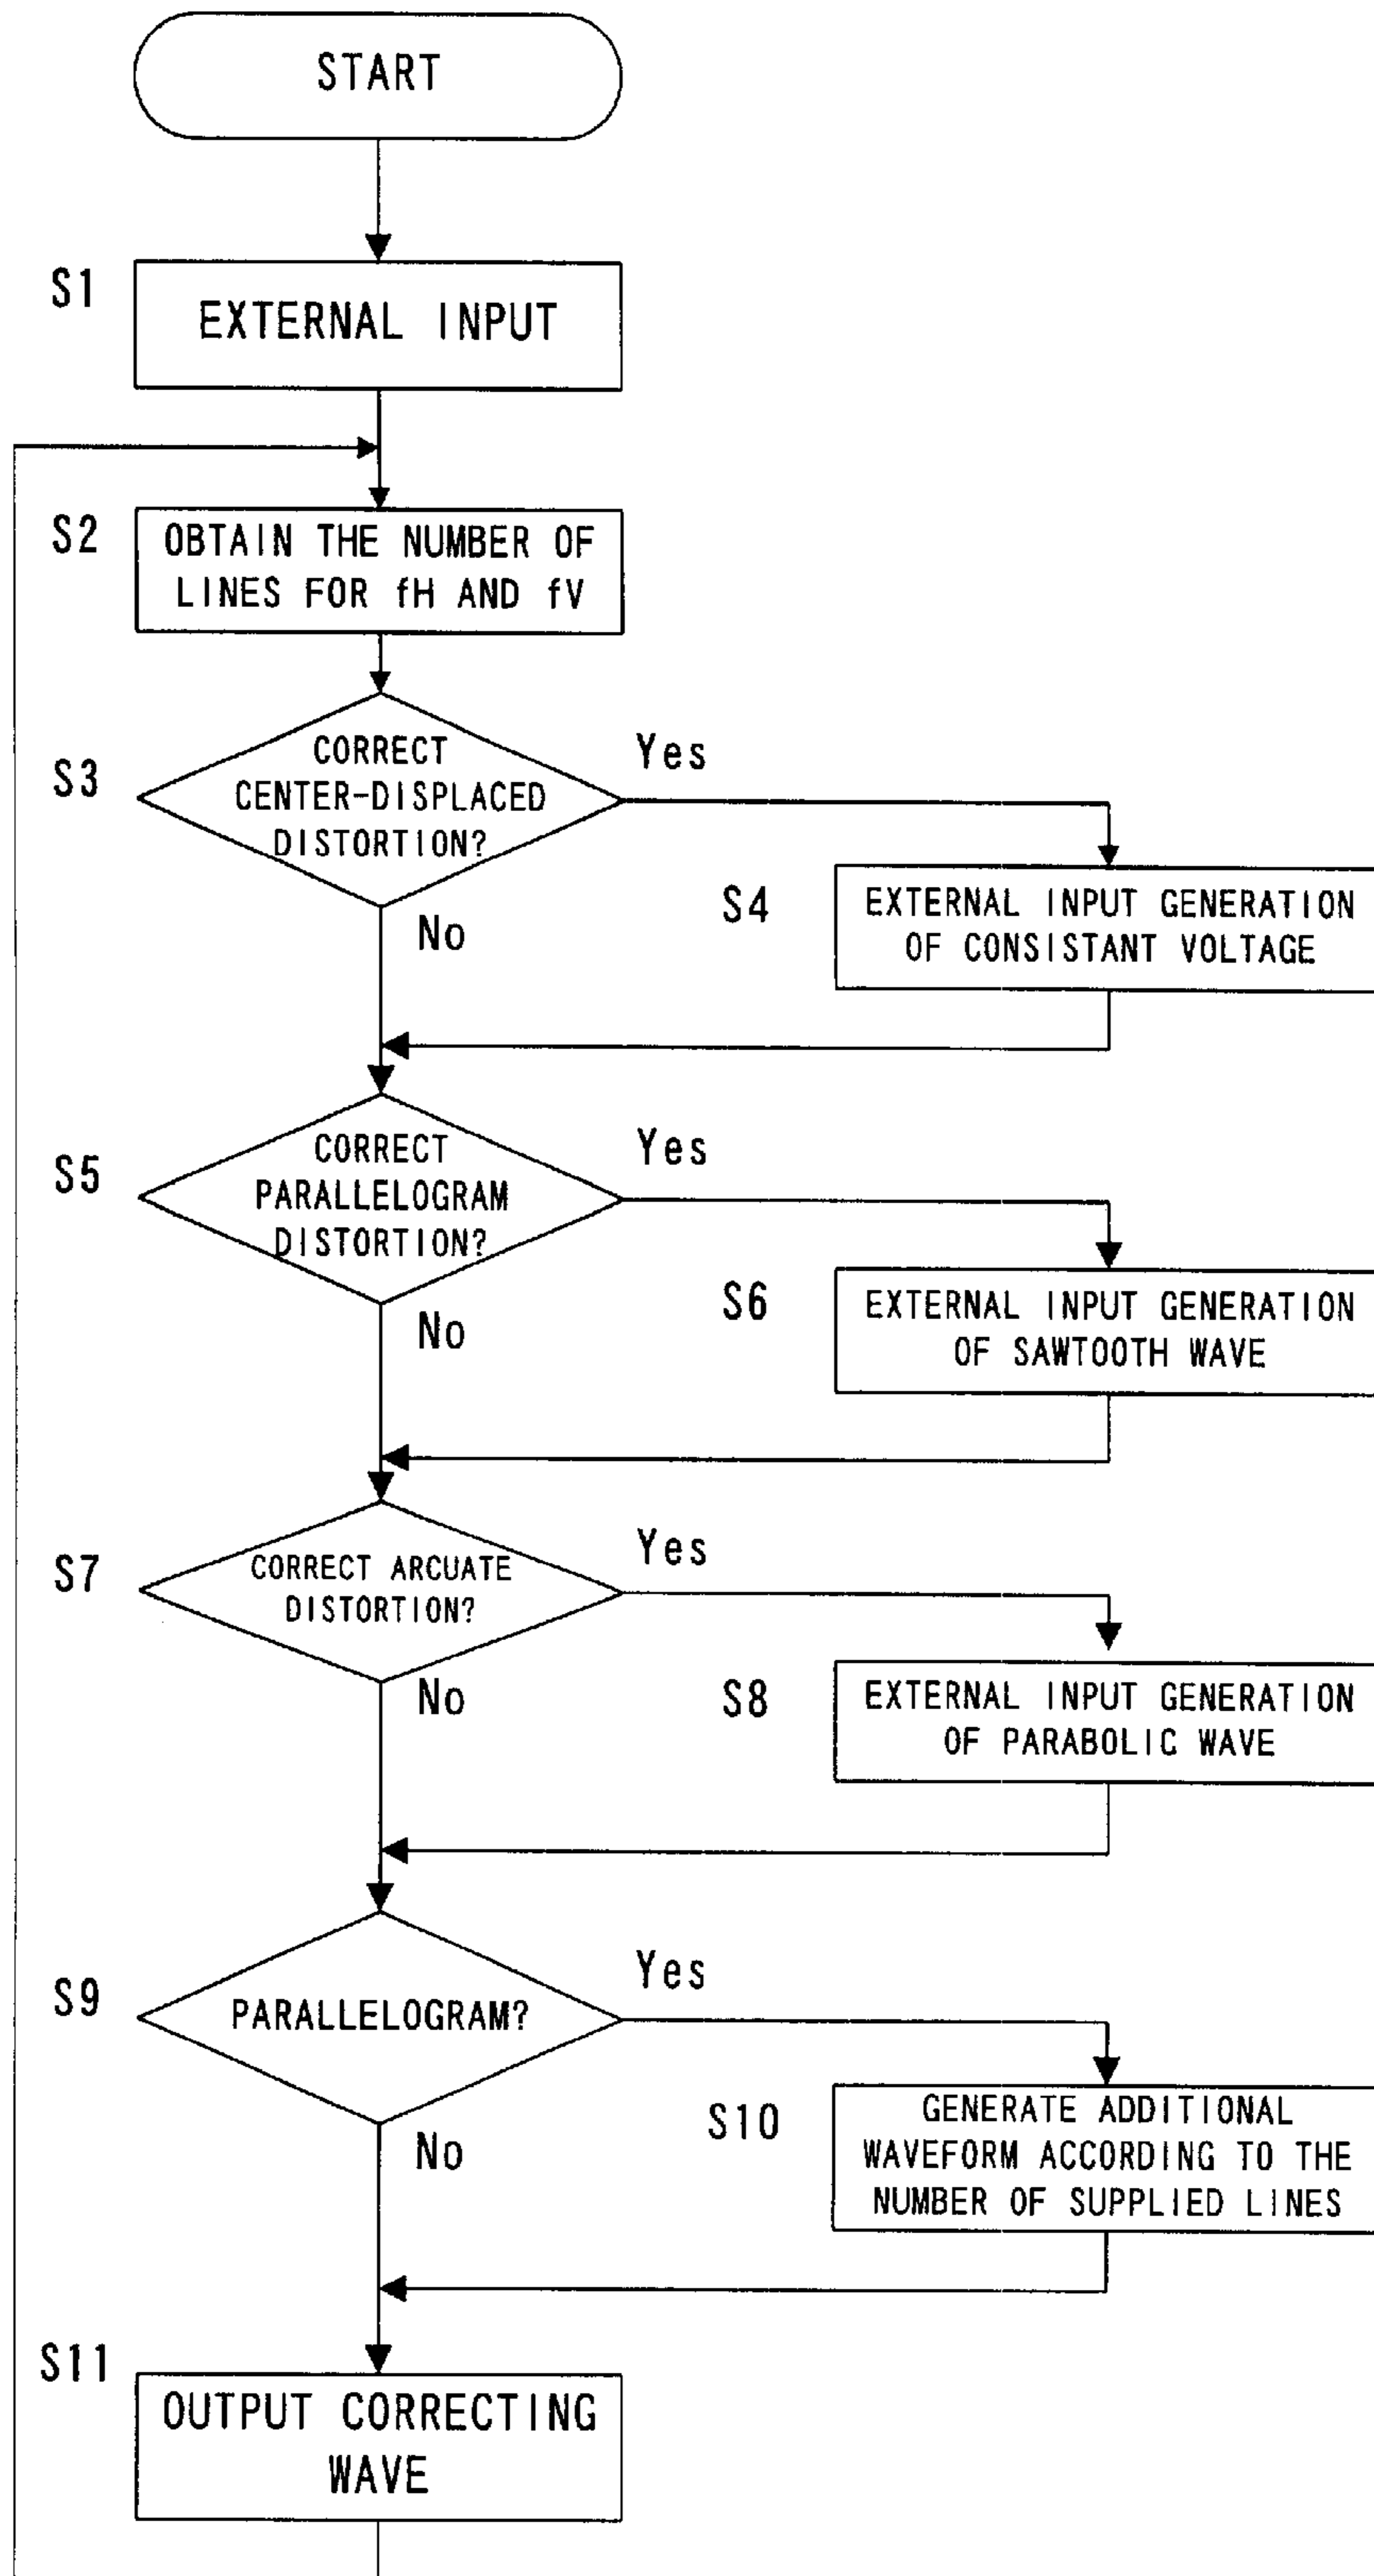 START
S1
EXTERNAL INPUT
S2
OBTAIN THE NUMBER OF
LINES FOR fH AND fV
S3
CORRECT
CENTER-DISPLACED
DISTORTION?
Yes
No
S4
EXTERNAL INPUT GENERATION
OF CONSISTANT VOLTAGE
S5
CORRECT
PARALLELOGRAM
DISTORTION?
Yes
No
S6
EXTERNAL INPUT GENERATION
OF SAWTOOTH WAVE
S7
CORRECT ARCUATE
DISTORTION?
Yes
No
S8
EXTERNAL INPUT GENERATION
OF PARABOLIC WAVE
S9
PARALLELOGRAM?
Yes
No
S10
GENERATE ADDITIONAL
WAVEFORM ACCORDING TO THE
NUMBER OF SUPPLIED LINES
S11
OUTPUT CORRECTING
WAVE